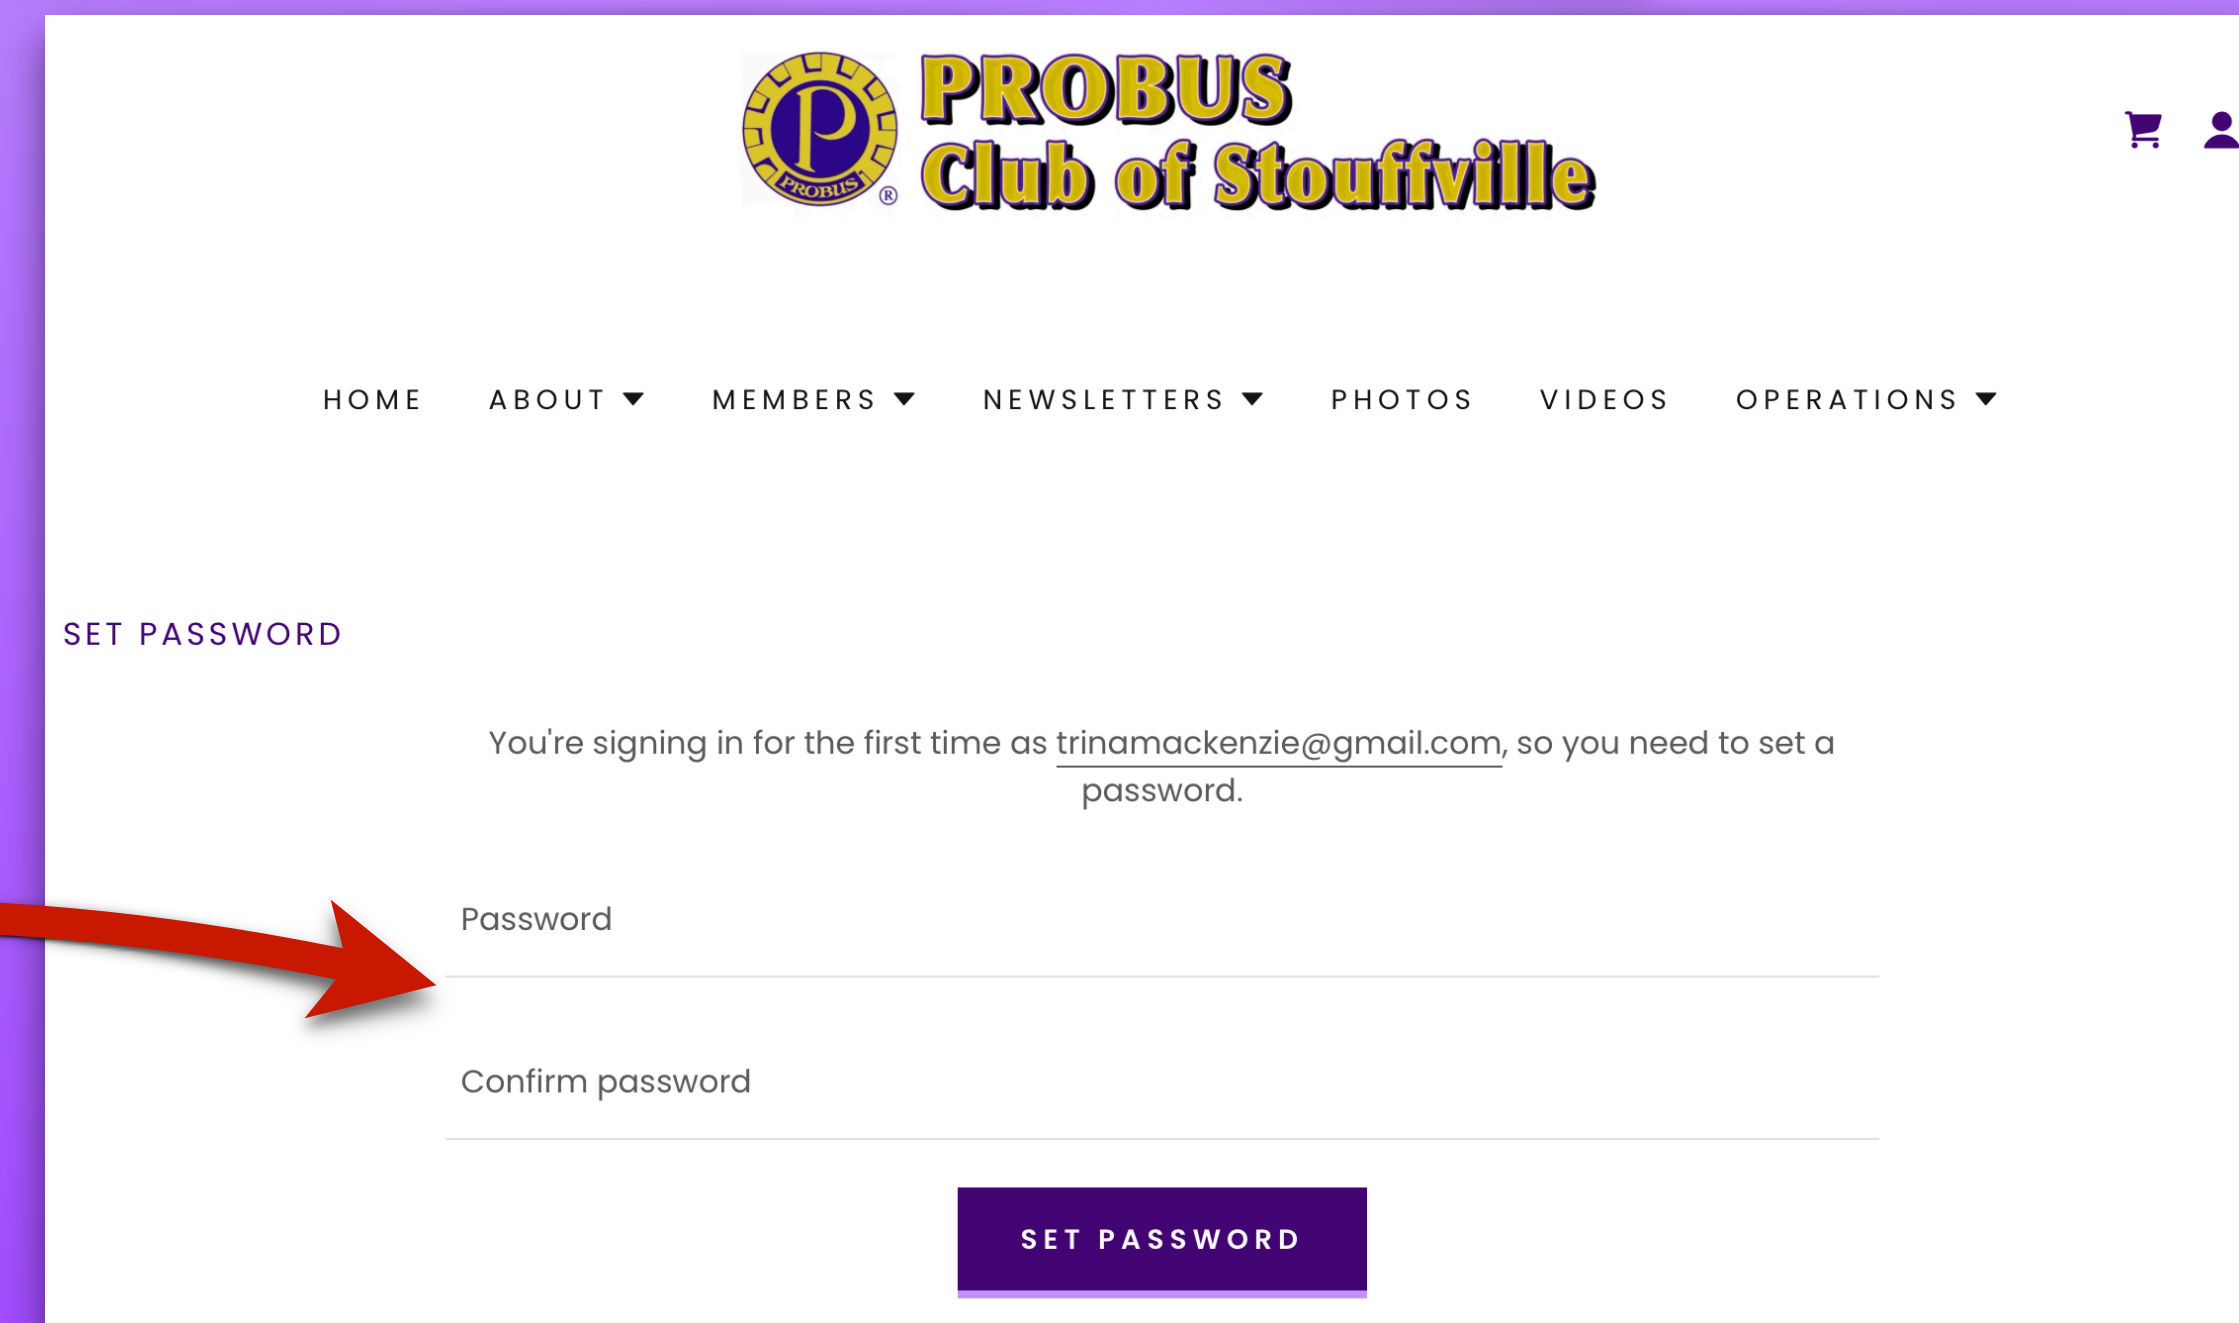 PROBUS
Club of Stouffville
P
PROBUS
®
HOME ABOUT MEMBERS NEWSLETTERS PHOTOS VIDEOS OPERATIONS
SET PASSWORD
You're signing in for the first time as trinamackenzie@gmail.com, so you need to set a
password.
Password
Confirm password
SET PASSWORD